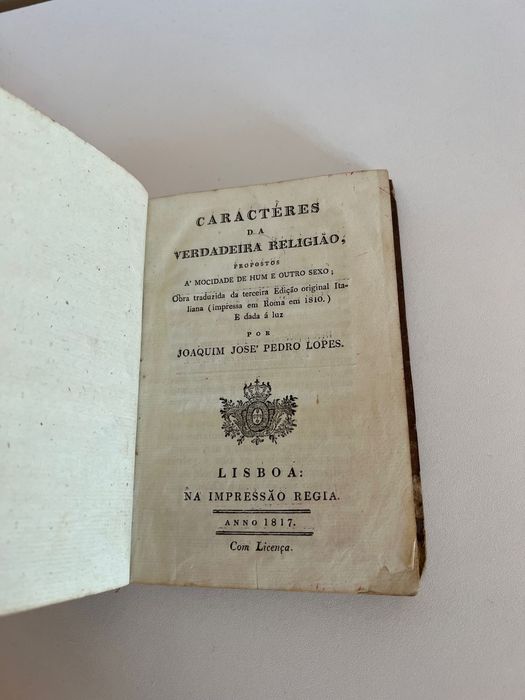 CARACTÉRES
DA
VERDADEIRA RELIGIÃO,
PROPOSTOS
A' MOCIDADE DE HUM E OUTRO SEXO;
Obra traduzida da terceira Edição original Ita-
liana (impressa em Roma em 1810.)
E dada á luz
POR
JOAQUIM JOSE' PEDRO LOPES.
LISBOA:
NA IMPRESSÃO REGIA.
ANNO 1817.
Com Licença.